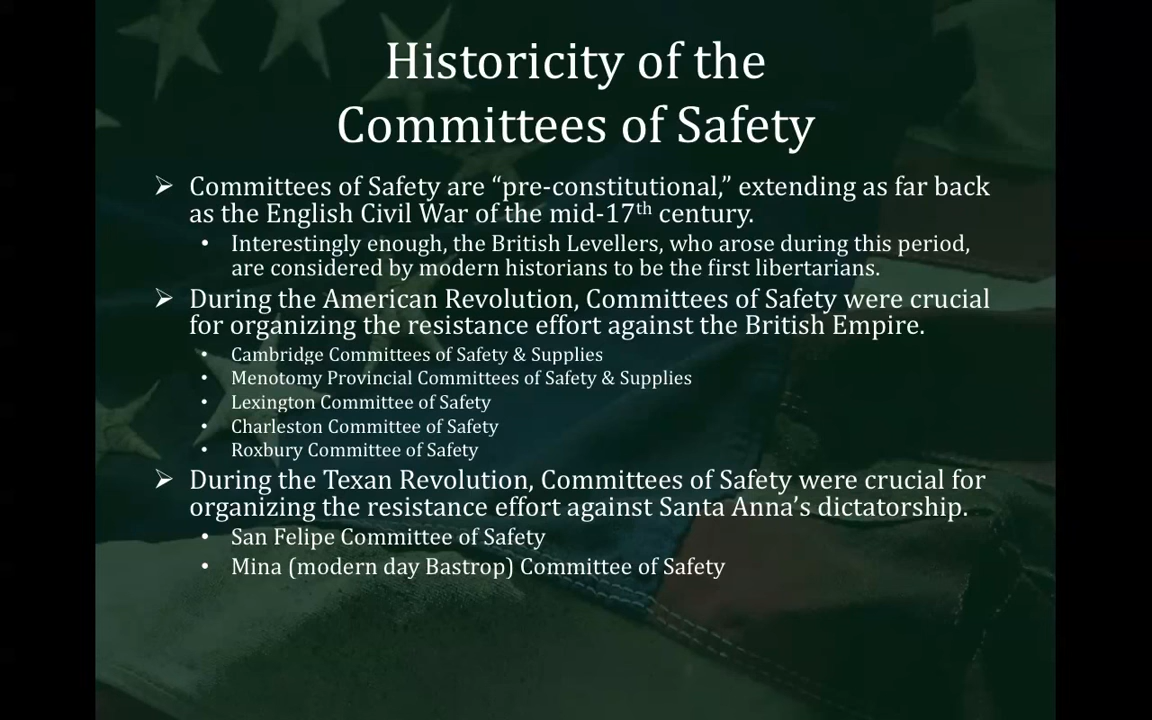 Historicity of the
Committees of Safety
➢ Committees of Safety are “pre-constitutional,” extending as far back
as the English Civil War of the mid-17th century.
• Interestingly enough, the British Levellers, who arose during this period,
are considered by modern historians to be the first libertarians.
➢ During the American Revolution, Committees of Safety were crucial
for organizing the resistance effort against the British Empire.
• Cambridge Committees of Safety & Supplies
• Menotomy Provincial Committees of Safety & Supplies
• Lexington Committee of Safety
• Charleston Committee of Safety
• Roxbury Committee of Safety
➢ During the Texan Revolution, Committees of Safety were crucial for
organizing the resistance effort against Santa Anna’s dictatorship.
• San Felipe Committee of Safety
• Mina (modern day Bastrop) Committee of Safety